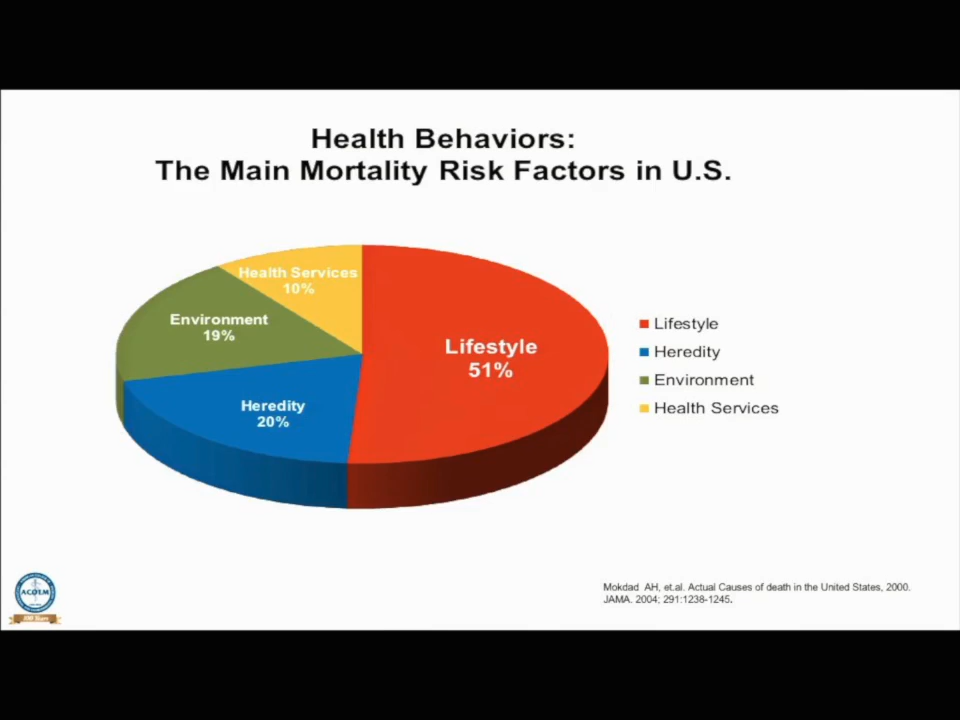 Health Behaviors:
The Main Mortality Risk Factors in U.S.
Health Services
10%
Environment
19%
Lifestyle
51%
Heredity
20%
Lifestyle
Heredity
Environment
Health Services
ACOEM
Mokdad AH, et.al. Actual Causes of death in the United States, 2000.
JAMA. 2004; 291:1238-1245.